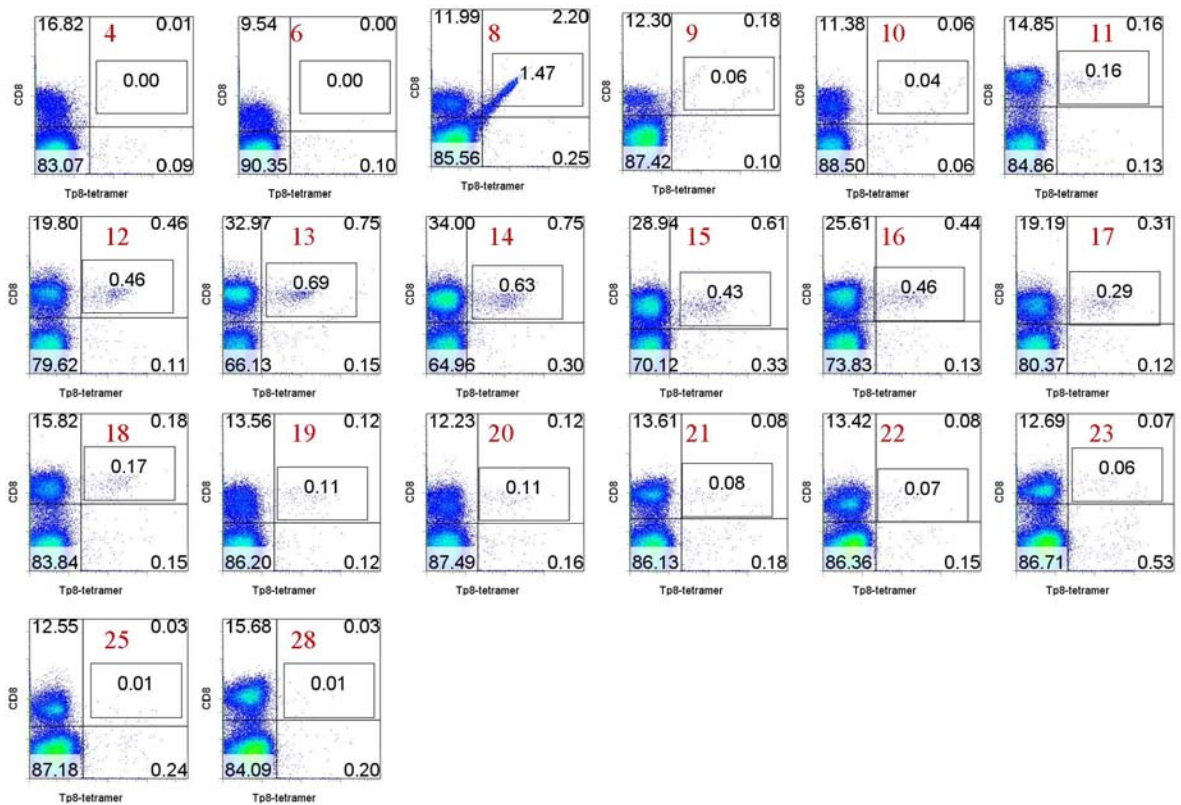 16.82 4 0.01
0.00
83.07 0.09
CD8
Tp8-tetramer
9.54 6 0.00
0.00
90.35 0.10
CD8
Tp8-tetramer
11.99 8 2.20
1.47
85.56 0.25
CD8
Tp8-tetramer
12.30 9 0.18
0.06
87.42 0.10
CD8
Tp8-tetramer
11.38 10 0.06
0.04
88.50 0.06
CD8
Tp8-tetramer
14.85 11 0.16
0.16
84.86 0.13
CD8
Tp8-tetramer
19.80 12 0.46
0.46
79.62 0.11
CD8
Tp8-tetramer
32.97 13 0.75
0.69
66.13 0.15
CD8
Tp8-tetramer
34.00 14 0.75
0.63
64.96 0.30
CD8
Tp8-tetramer
28.94 15 0.61
0.43
70.12 0.33
CD8
Tp8-tetramer
25.61 16 0.44
0.46
73.83 0.13
CD8
Tp8-tetramer
19.19 17 0.31
0.29
80.37 0.12
CD8
Tp8-tetramer
15.82 18 0.18
0.17
83.84 0.15
CD8
Tp8-tetramer
13.56 19 0.12
0.11
86.20 0.12
CD8
Tp8-tetramer
12.23 20 0.12
0.11
87.49 0.16
CD8
Tp8-tetramer
13.61 21 0.08
0.08
86.13 0.18
CD8
Tp8-tetramer
13.42 22 0.08
0.07
86.36 0.15
CD8
Tp8-tetramer
12.69 23 0.07
0.06
86.71 0.53
CD8
Tp8-tetramer
12.55 25 0.03
0.01
87.18 0.24
CD8
Tp8-tetramer
15.68 28 0.03
0.01
84.09 0.20
CD8
Tp8-tetramer